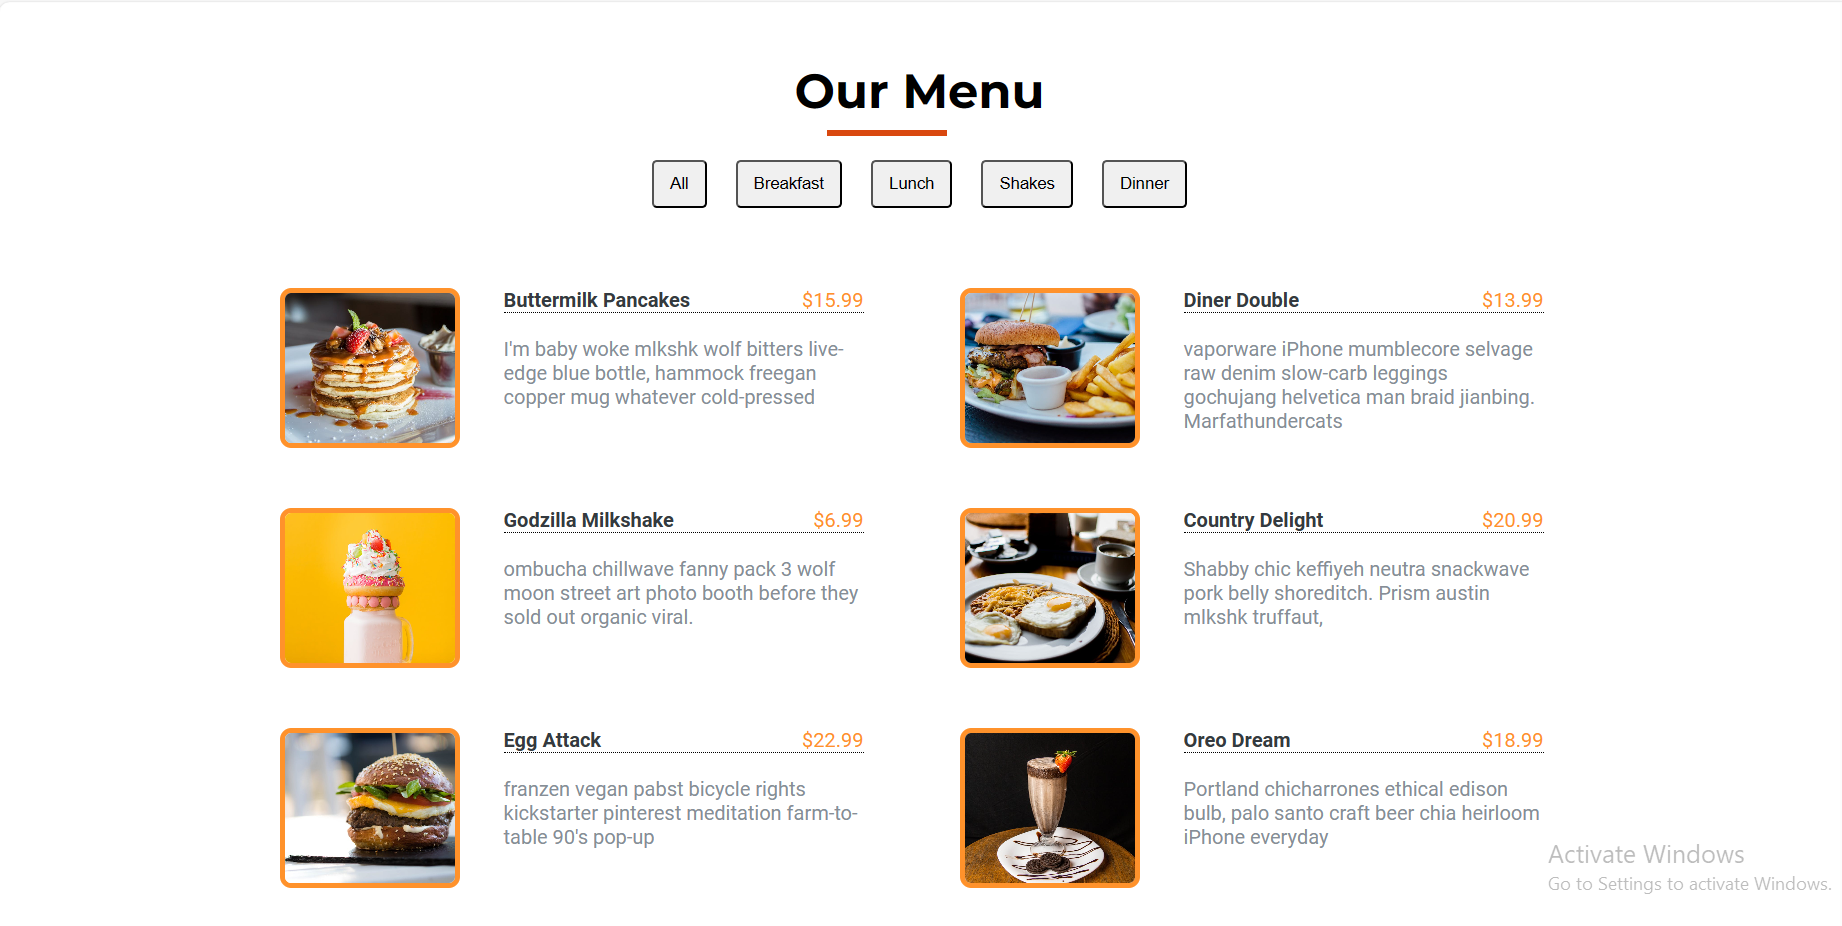 Our Menu
All
Breakfast
Lunch
Shakes
Dinner
Buttermilk Pancakes $15.99
I'm baby woke mlkshk wolf bitters live-
edge blue bottle, hammock freegan
copper mug whatever cold-pressed
Diner Double $13.99
vaporware iPhone mumblecore selvage
raw denim slow-carb leggings
gochujang helvetica man braid jianbing.
Marfathundercats
Godzilla Milkshake $6.99
ombucha chillwave fanny pack 3 wolf
moon street art photo booth before they
sold out organic viral.
Country Delight $20.99
Shabby chic keffiyeh neutra snackwave
pork belly shoreditch. Prism austin
mlkshk truffaut,
Egg Attack $22.99
franzen vegan pabst bicycle rights
kickstarter pinterest meditation farm-to-
table 90's pop-up
Oreo Dream $18.99
Portland chicharrones ethical edison
bulb, palo santo craft beer chia heirloom
iPhone everyday
Activate Windows
Go to Settings to activate Windows.